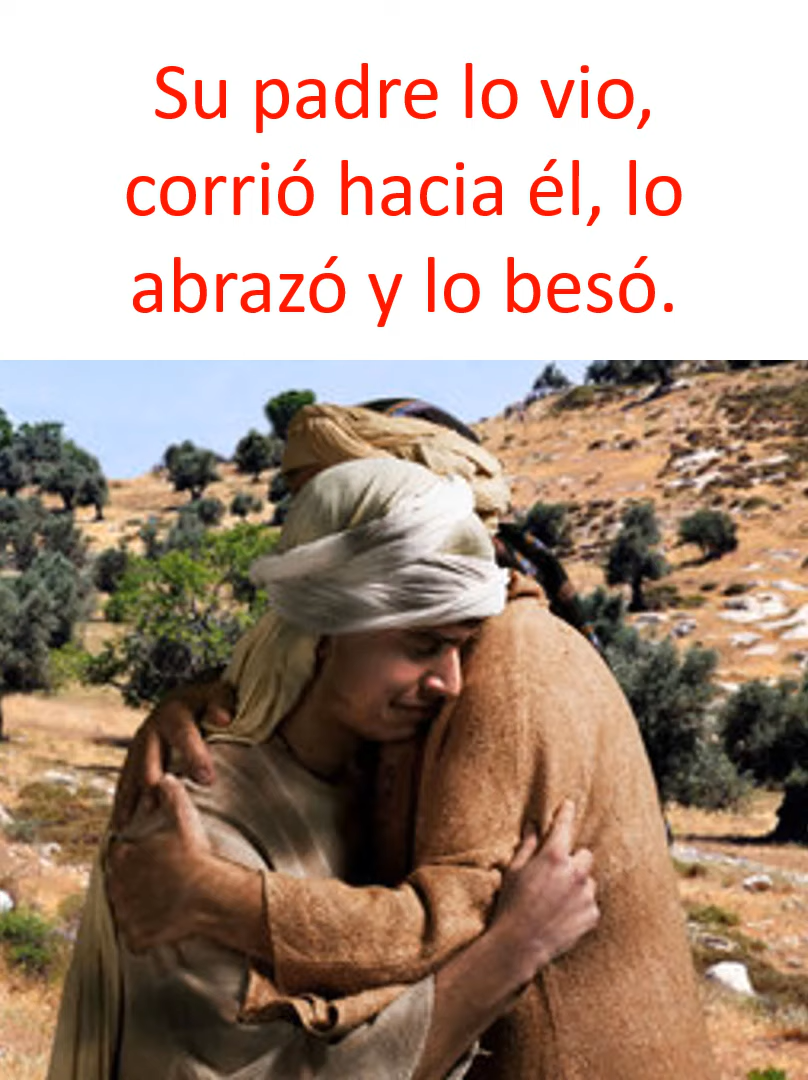 Su padre lo vio,
corrió hacia él, lo
abrazó y lo besó.